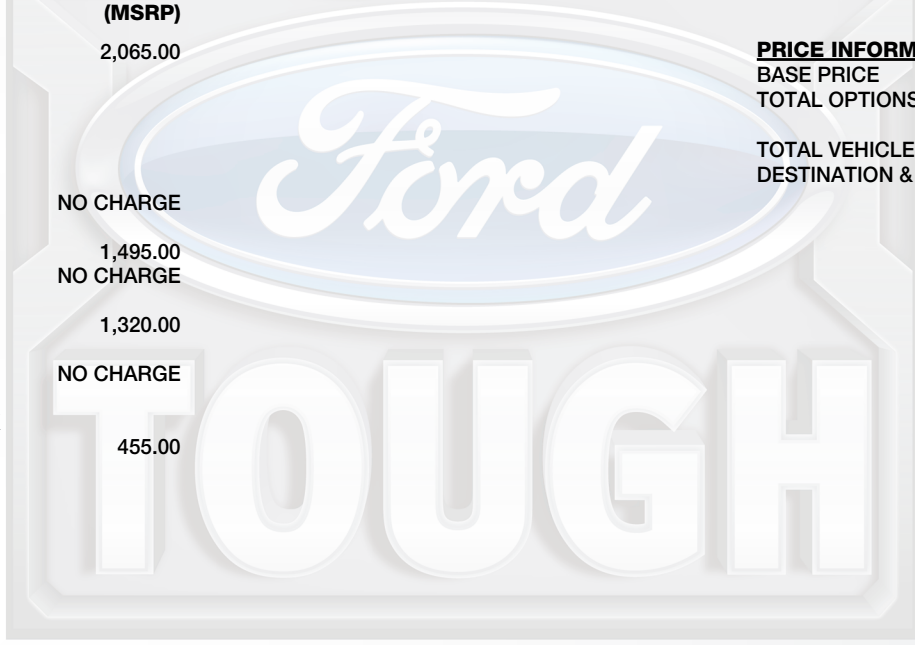 (MSRP)
2,065.00
NO CHARGE
1,495.00
NO CHARGE
1,320.00
NO CHARGE
455.00
PRICE INFORM
BASE PRICE
TOTAL OPTIONS
TOTAL VEHICLE
DESTINATION &
Ford
TOUGH